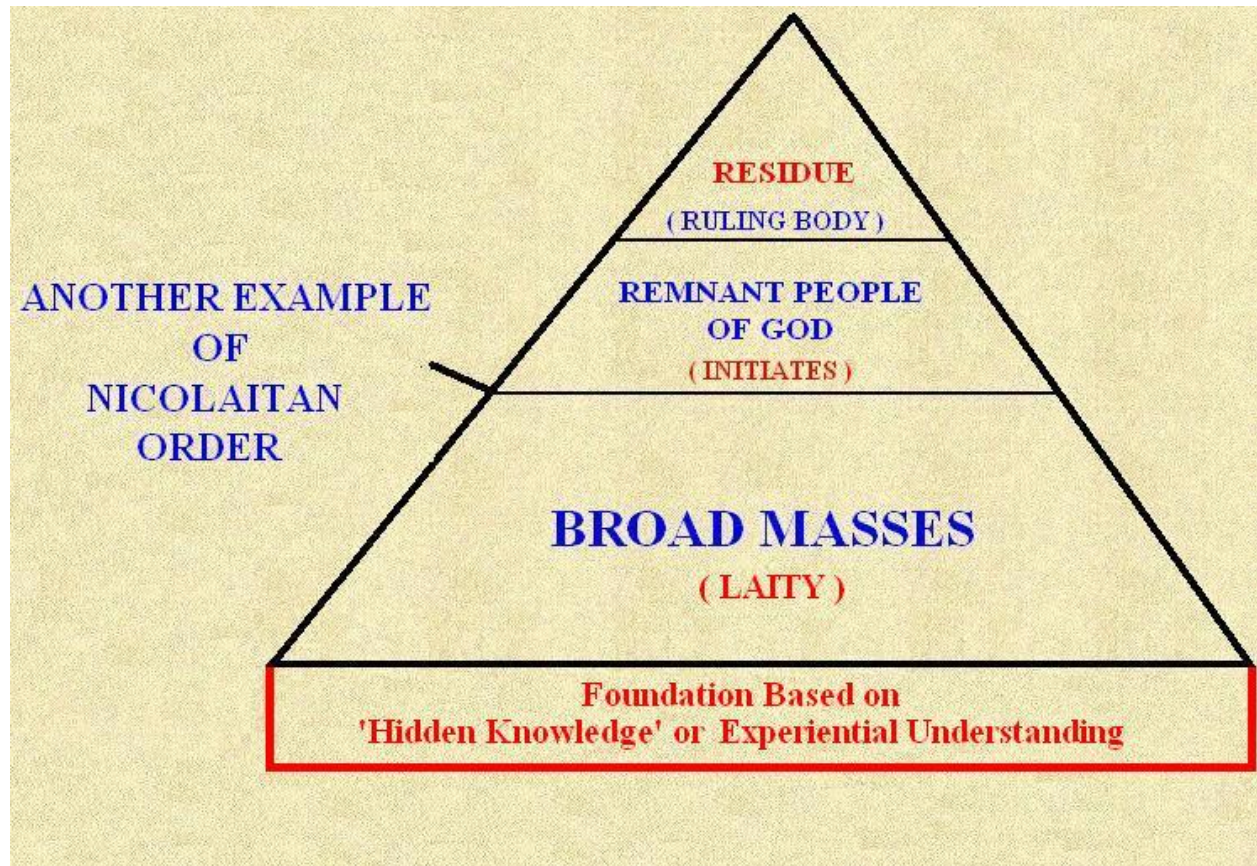 RESIDUE
( RULING BODY )
REMNANT PEOPLE
OF GOD
( INITIATES )
ANOTHER EXAMPLE
OF
NICOLAITAN
ORDER
BROAD MASSES
( LAITY )
Foundation Based on
'Hidden Knowledge' or Experiential Understanding